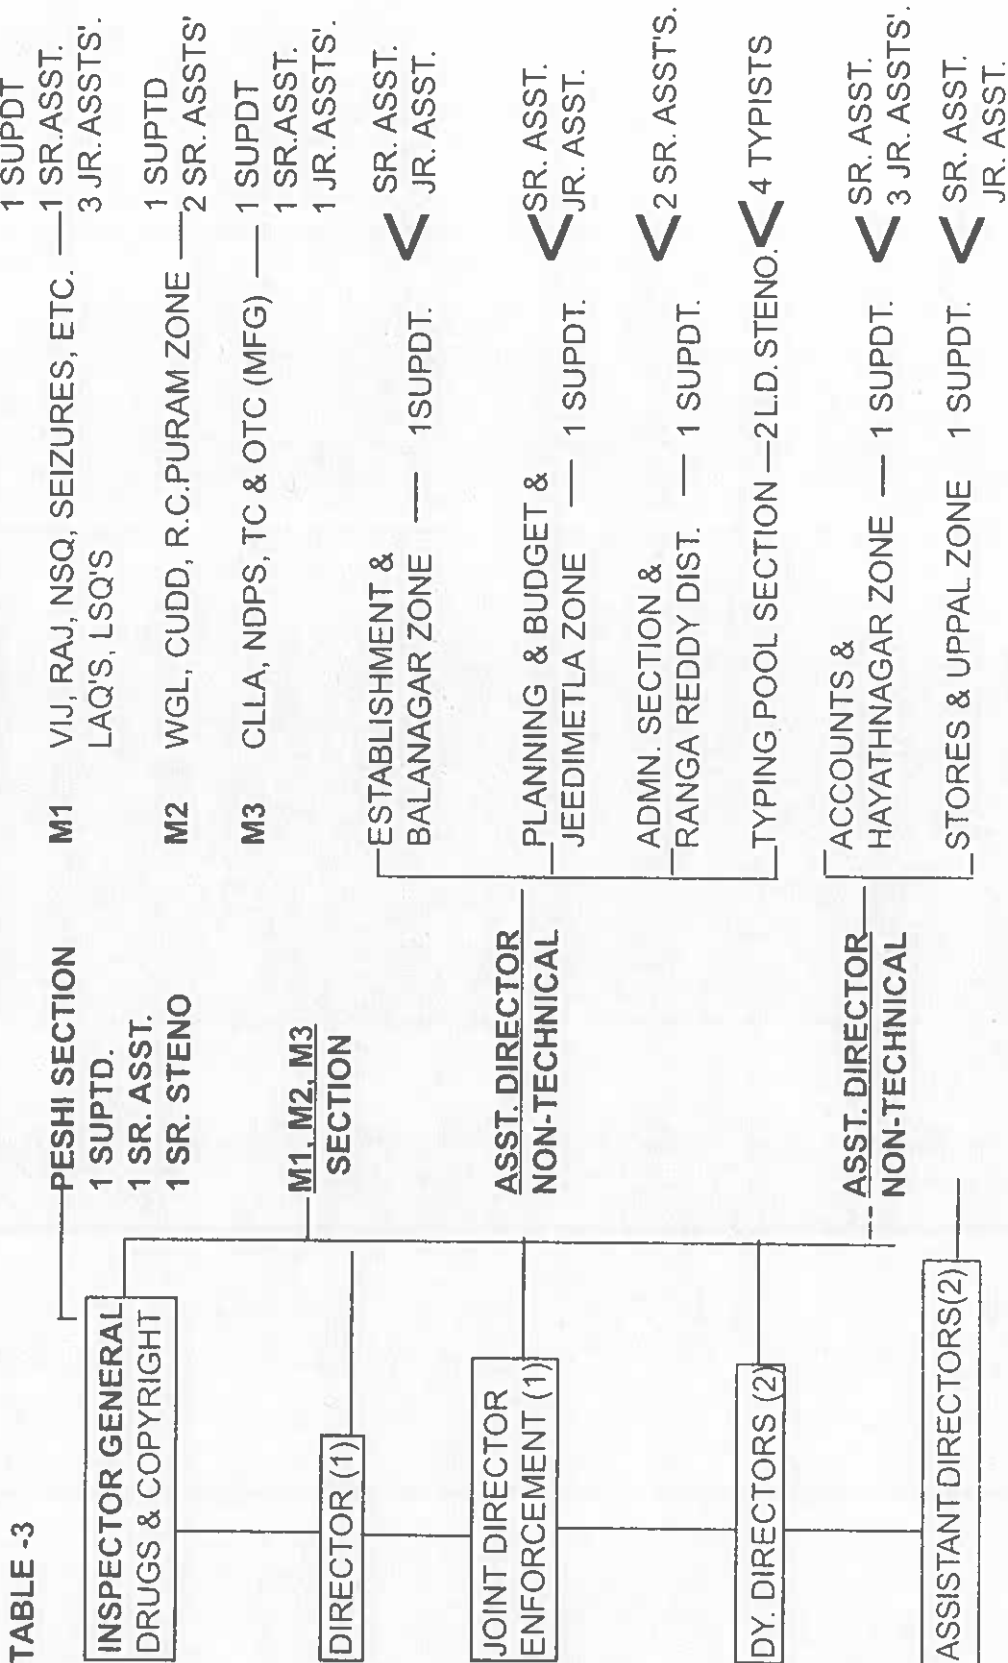 TABLE -3
INSPECTOR GENERAL
DRUGS & COPYRIGHT
DIRECTOR (1)
JOINT DIRECTOR
ENFORCEMENT (1)
DY. DIRECTORS (2)
ASSISTANT DIRECTORS(2)
PESHI SECTION
1 SUPTD.
1 SR. ASST.
1 SR. STENO
M1, M2, M3
SECTION
ASST. DIRECTOR
NON-TECHNICAL
ASST. DIRECTOR
NON-TECHNICAL
M1 VIJ, RAJ, NSQ, SEIZURES, ETC.
LAQ'S, LSQ'S
1 SUPDT
1 SR.ASST.
3 JR. ASSTS'.
M2 WGL, CUDD, R.C.PURAM ZONE
1 SUPTD
2 SR. ASSTS'
M3 CLLA, NDPS, TC & OTC (MFG)
1 SUPDT
1 SR.ASST.
1 JR. ASSTS'.
ESTABLISHMENT &
BALANAGAR ZONE — 1SUPDT.
SR. ASST.
JR. ASST.
PLANNING & BUDGET &
JEEDIMETLA ZONE — 1 SUPDT.
SR. ASST.
JR. ASST.
ADMN. SECTION &
RANGA REDDY DIST. — 1 SUPDT.
2 SR. ASST'S.
TYPING POOL SECTION — 2L.D.STENO. < 4 TYPISTS
ACCOUNTS &
HAYATHNAGAR ZONE — 1 SUPDT.
SR. ASST.
3 JR. ASSTS'.
STORES & UPPAL ZONE 1 SUPDT.
SR. ASST.
JR. ASST.